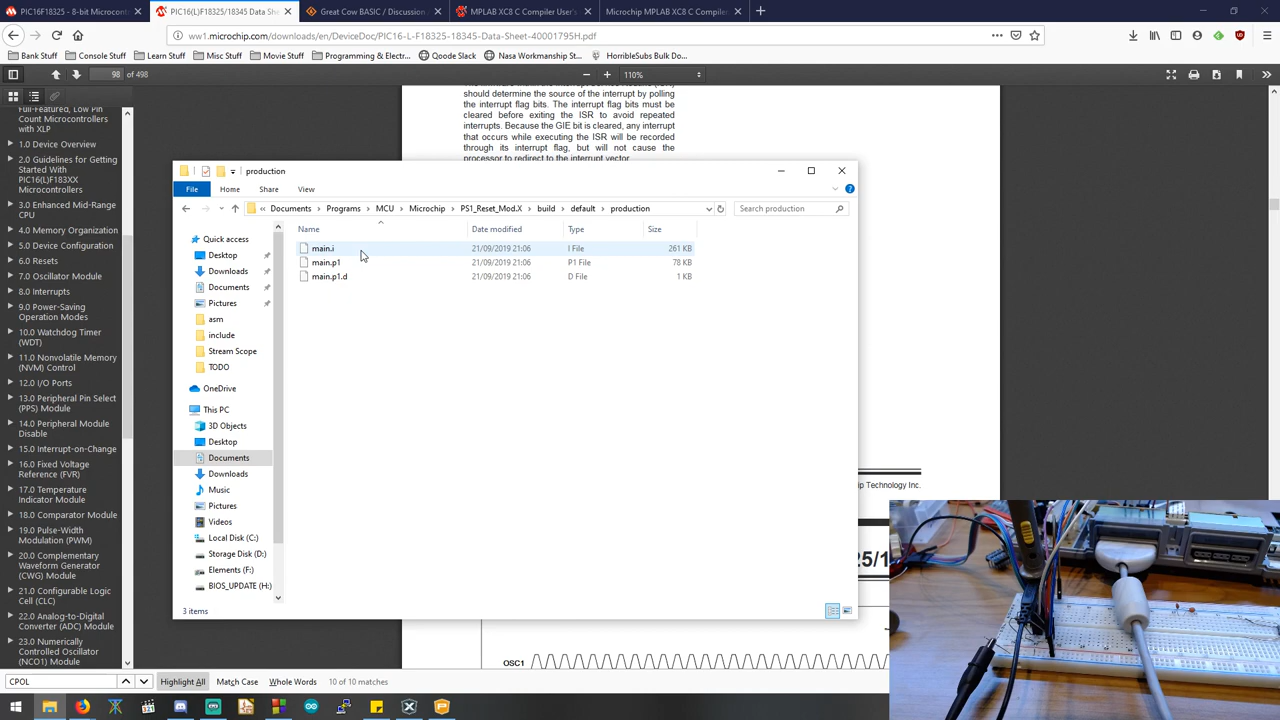 PIC16F18325 - 8-bit Microcont
PIC16(L)F18325/18345 Data She
Great Cow BASIC / Discussion
MPLAB XC8 C Compiler User's
Microchip MPLAB XC8 C Compiler
ww1.microchip.com/downloads/en/DeviceDoc/PIC16-L-F18325-18345-Data-Sheet-40001795H.pdf
Bank Stuff
Console Stuff
Learn Stuff
Misc Stuff
Movie Stuff
Programming & Electr...
Qode Slack
Nasa Workmanship St...
HorribleSubs Bulk Do...
98 of 498
110%
Full-Featured, Low Pin
Count Microcontrollers
with XLP
1.0 Device Overview
2.0 Guidelines for Getting
Started With
PIC16(L)F183XX
Microcontrollers
3.0 Enhanced Mid-Range
CPU
4.0 Memory Organization
5.0 Device Configuration
6.0 Resets
7.0 Oscillator Module
8.0 Interrupts
9.0 Power-Saving
Operation Modes
10.0 Watchdog Timer
(WDT)
11.0 Nonvolatile Memory
(NVM) Control
12.0 I/O Ports
13.0 Peripheral Pin Select
(PPS) Module
14.0 Peripheral Module
Disable
15.0 Interrupt-on-Change
16.0 Fixed Voltage
Reference (FVR)
17.0 Temperature
Indicator Module
18.0 Comparator Module
19.0 Pulse-Width
Modulation (PWM)
20.0 Complementary
Waveform Generator
(CWG) Module
21.0 Configurable Logic
Cell (CLC)
22.0 Analog-to-Digital
Converter (ADC) Module
23.0 Numerically
Controlled Oscillator
(NCO1) Module
should determine the source of the interrupt by polling
the interrupt flag bits. The interrupt flag bits must be
cleared before exiting the ISR to avoid repeated
interrupts. Because the GIE bit is cleared, any interrupt
that occurs while executing the ISR will be recorded
through its interrupt flag, but will not cause the
processor to redirect to the interrupt vector.
production
File
Home
Share
View
Documents
Programs
MCU
Microchip
PS1_Reset_Mod.X
build
default
production
Search production
Name
Date modified
Type
Size
main.i
21/09/2019 21:06
I File
261 KB
main.p1
21/09/2019 21:06
P1 File
78 KB
main.p1.d
21/09/2019 21:06
D File
1 KB
Quick access
Desktop
Downloads
Documents
Pictures
asm
include
Stream Scope
TODO
OneDrive
This PC
3D Objects
Desktop
Documents
Downloads
Music
Pictures
Videos
Local Disk (C:)
Storage Disk (D:)
Elements (F:)
BIOS_UPDATE (H:)
3 items
ip Technology Inc.
25/1
OSC1
CPOL
Highlight All
Match Case
Whole Words
10 of 10 matches